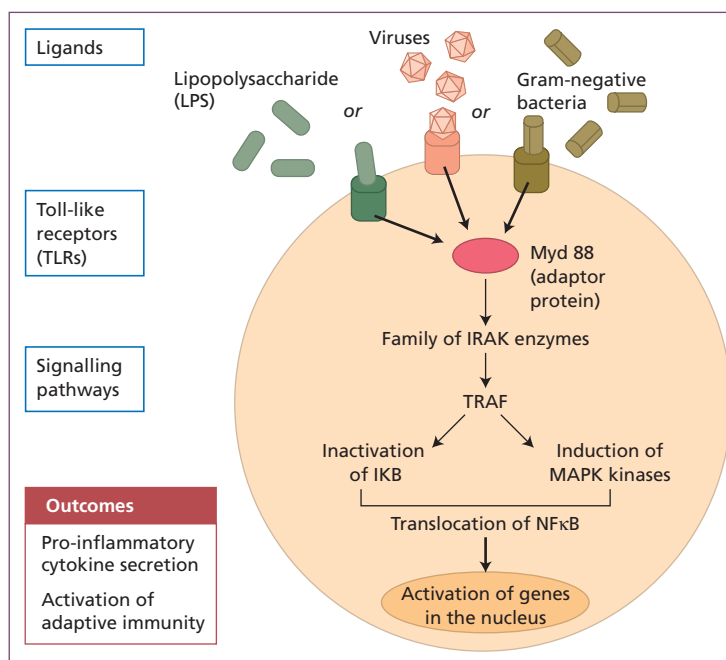 Ligands
Viruses
Lipopolysaccharide
(LPS)
or
or
Gram-negative
bacteria
Toll-like
receptors
(TLRs)
Myd 88
(adaptor
protein)
Family of IRAK enzymes
Signalling
pathways
TRAF
Inactivation
of IKB
Induction of
MAPK kinases
Outcomes
Pro-inflammatory
cytokine secretion
Activation of
adaptive immunity
Translocation of NFκB
Activation of genes
in the nucleus